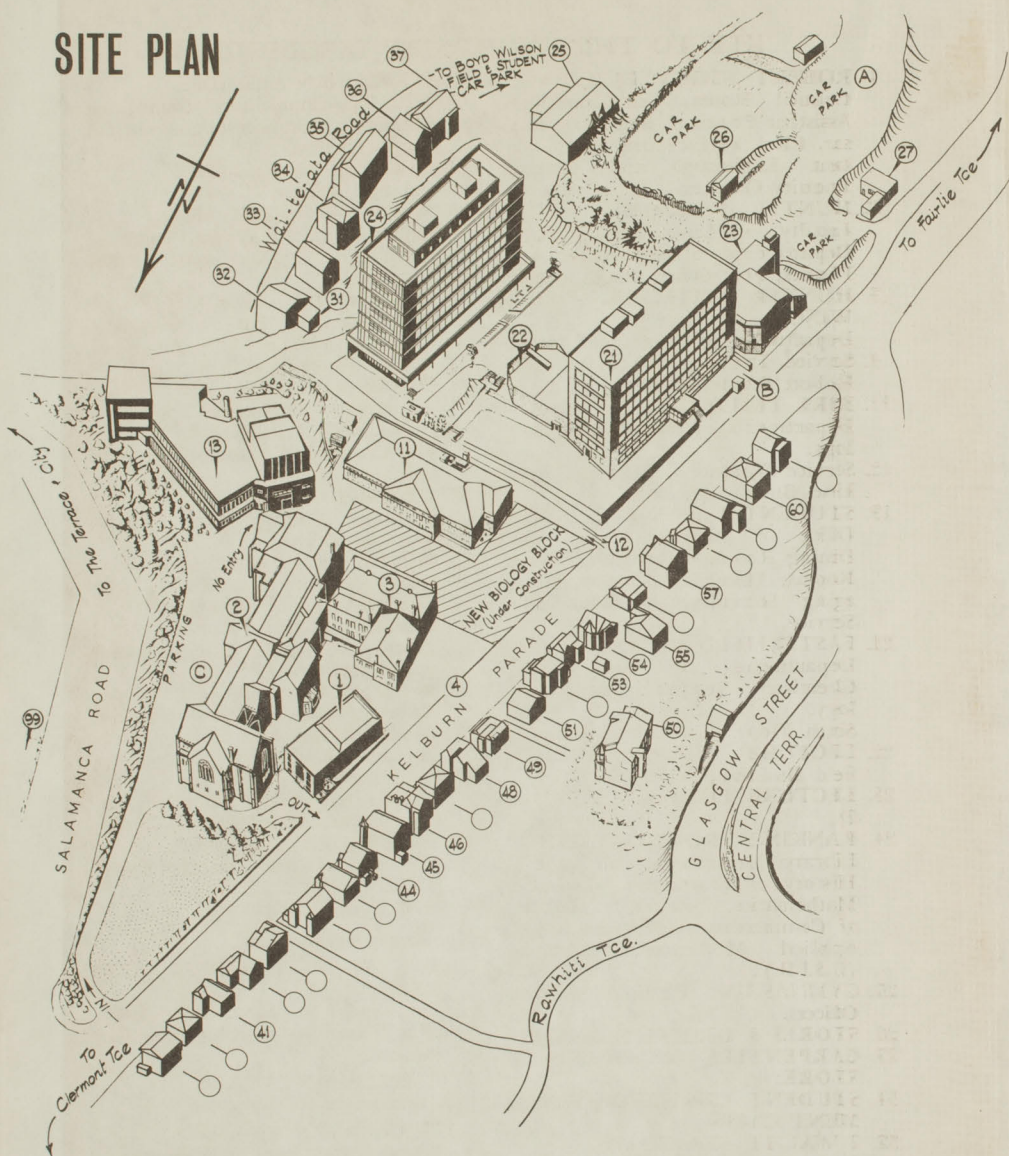 SITE PLAN
TO BOYD WILSON
FIELD & STUDENT
CAR PARK
37
25
36
35
34
33
32
31
24
Wai-te-ata Road
CAR
PARK
CAR
PARK
A
26
27
To Fairlie Tce
23
CAR
PARK
22
21
B
N
13
11
To The Terrace & City
No Entry
2
3
NEW BIOLOGY BLOCK
(Under Construction)
12
60
57
PARKING
C
1
4
KELBURN PARADE
55
54
53
51
50
49
48
46
45
44
41
99
SALAMANCA ROAD
OUT
IN
GLASGOW STREET
CENTRAL TERR.
Rawhiti Tce.
To
Clermont Tce